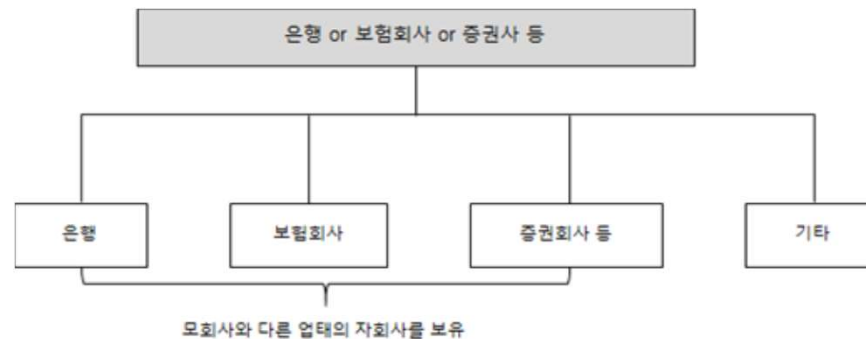 은행 or 보험회사 or 증권사 등
은행 보험회사 증권회사 등 기타
모회사와 다른 업태의 자회사를 보유